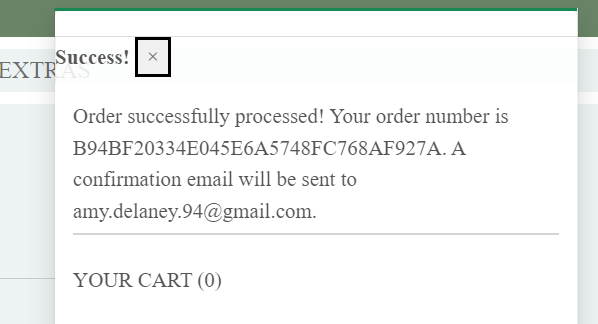 Success! ×
EXTRAS
Order successfully processed! Your order number is
B94BF20334E045E6A5748FC768AF927A. A
confirmation email will be sent to
amy.delaney.94@gmail.com.
YOUR CART (0)